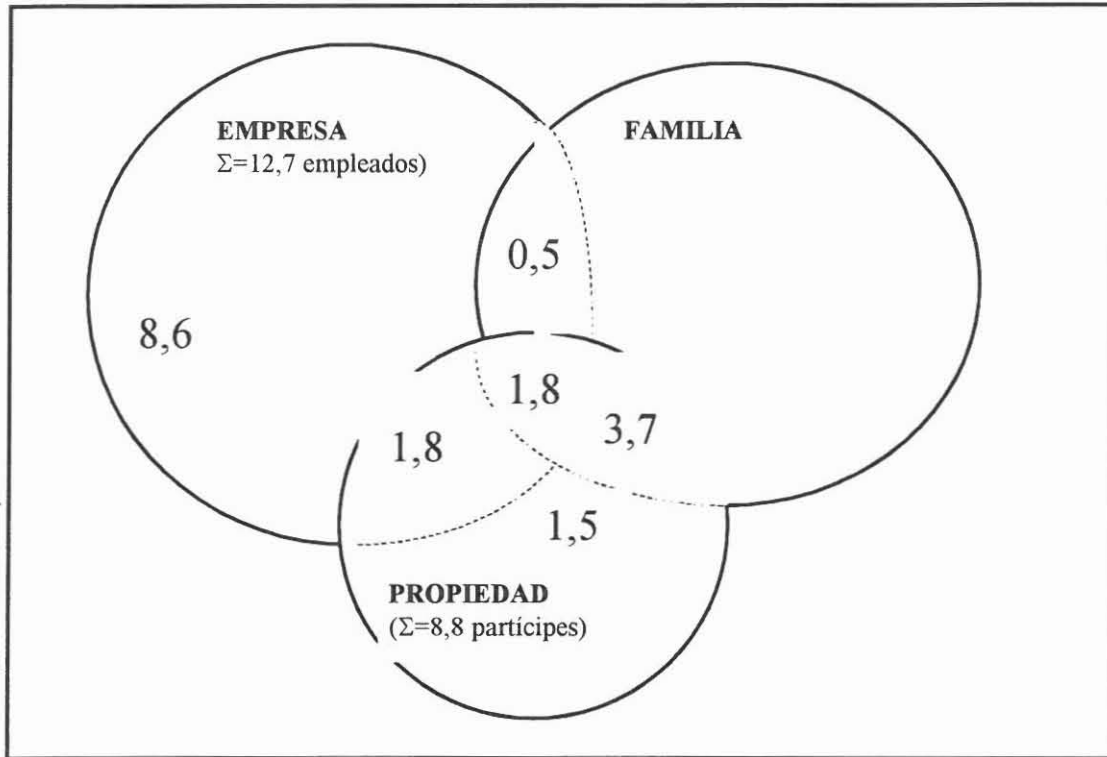 EMPRESA
Σ=12,7 empleados)
FAMILIA
0,5
8,6
1,8
3,7
1,8
1,5
PROPIEDAD
(Σ=8,8 partícipes)